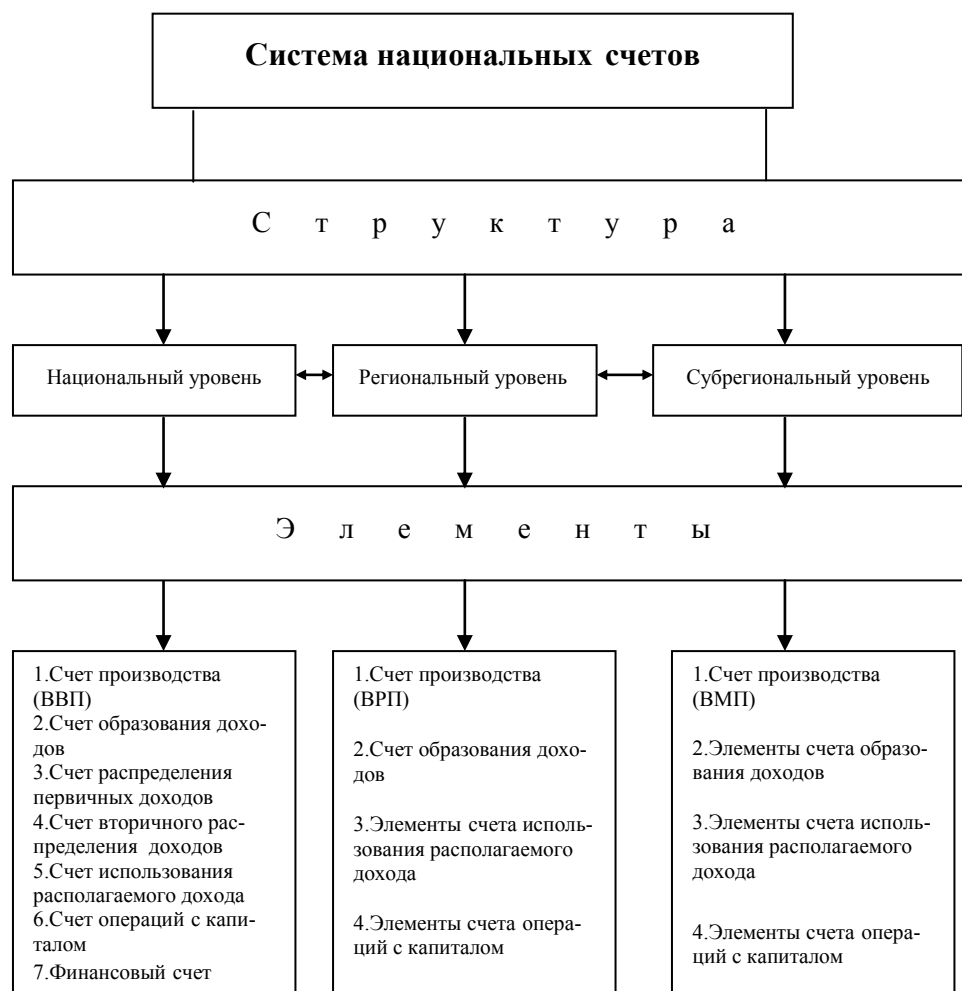 Система национальных счетов
С т р у к т у р а
Национальный уровень
Региональный уровень
Субрегиональный уровень
Э л е м е н т ы
1.Счет производства
(ВВП)
2.Счет образования дохо-
дов
3.Счет распределения
первичных доходов
4.Счет вторичного рас-
пределения доходов
5.Счет использования
располагаемого дохода
6.Счет операций с капи-
талом
7.Финансовый счет
1.Счет производства
(ВРП)
2.Счет образования дохо-
дов
3.Элементы счета исполь-
зования располагаемого
дохода
4.Элементы счета опера-
ций с капиталом
1.Счет производства
(ВМП)
2.Элементы счета образо-
вания доходов
3.Элементы счета исполь-
зования располагаемого
дохода
4.Элементы счета опера-
ций с капиталом